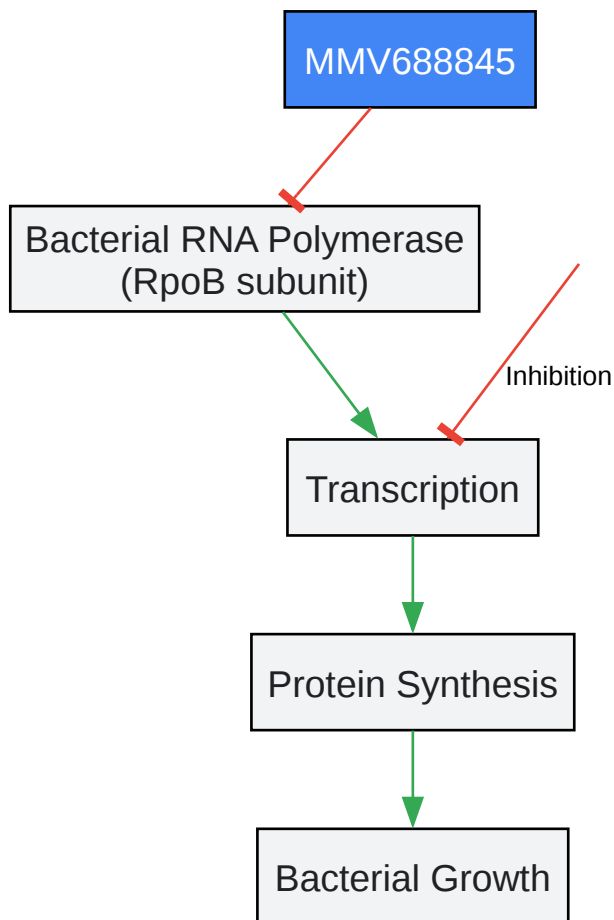 MMV688845
Bacterial RNA Polymerase
(RpoB subunit)
Inhibition
Transcription
Protein Synthesis
Bacterial Growth